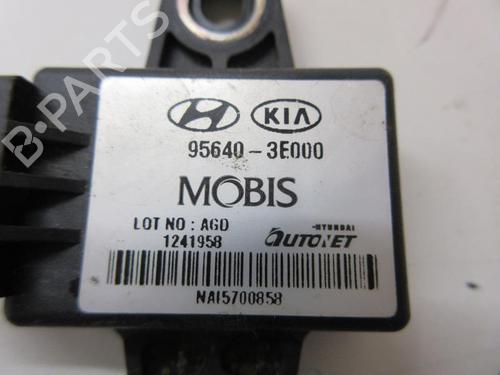 B-PARTS
KIA
95640-3E000
MOBIS
LOT NO : AGD
1241958
HYUNDAI
AUTONET
NAI5700858